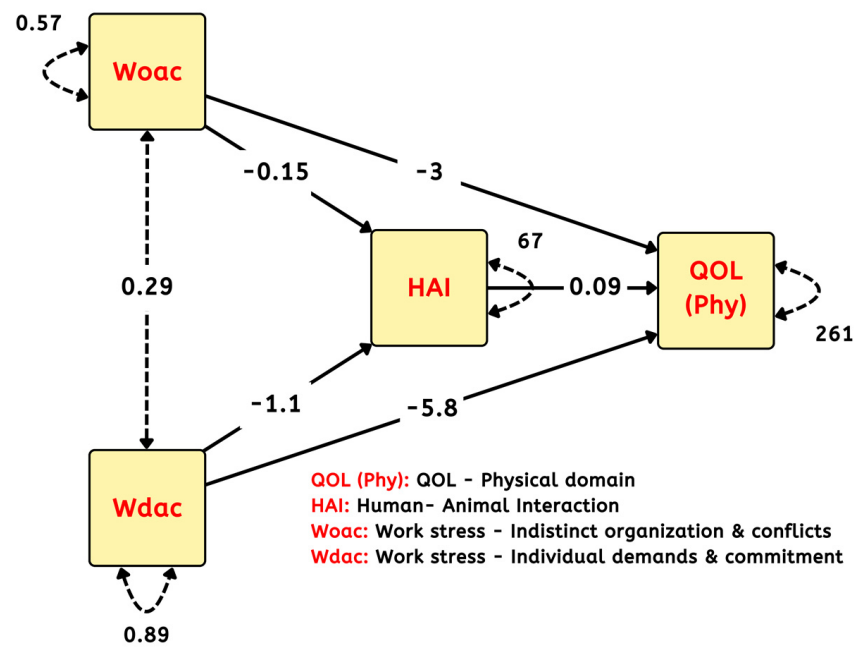 0.57
Woac
-0.15
-3
67
QOL
(Phy)
0.29
HAI
0.09
261
-1.1
-5.8
QOL (Phy): QOL - Physical domain
HAI: Human- Animal Interaction
Woac: Work stress - Indistinct organization & conflicts
Wdac: Work stress - Individual demands & commitment
Wdac
0.89